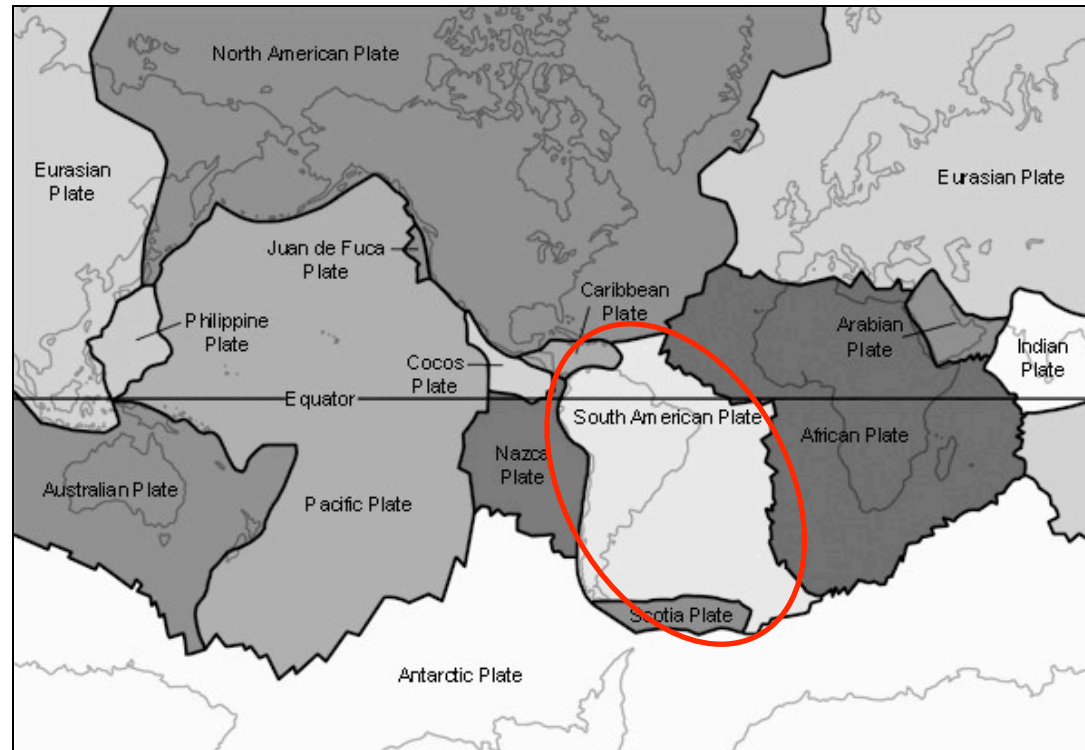 North American Plate
Eurasian
Plate
Eurasian Plate
Juan de Fuca
Plate
Caribbean
Plate
Philippine
Plate
Arabian
Plate
Indian
Plate
Cocos
Plate
Equator
South American Plate
African Plate
Nazca
Plate
Australian Plate
Pacific Plate
Scotia Plate
Antarctic Plate